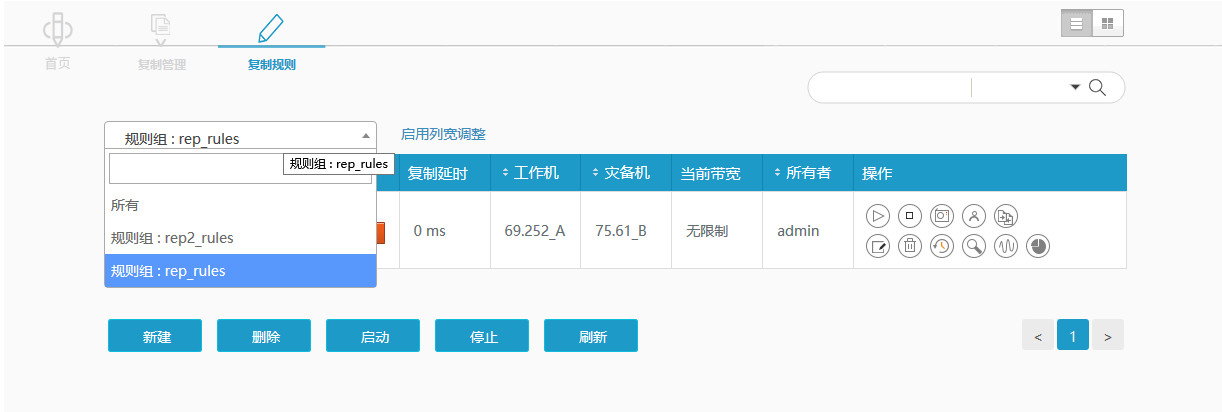 首页
复制管理
复制规则
规则组 : rep_rules
启用列宽调整
规则组 : rep_rules
复制延时
工作机
灾备机
当前带宽
所有者
操作
所有
规则组 : rep2_rules
规则组 : rep_rules
0 ms
69.252_A
75.61_B
无限制
admin
新建
删除
启动
停止
刷新
<
1
>